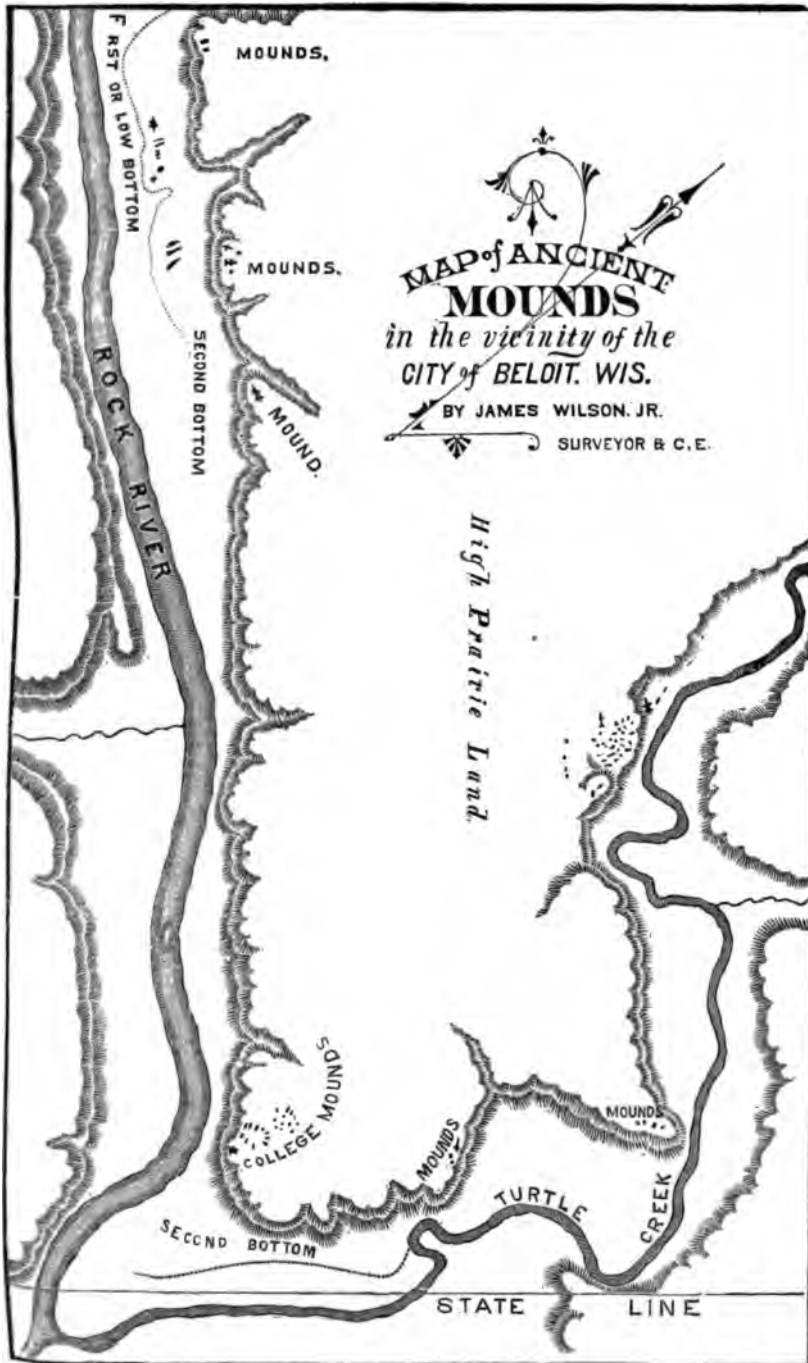 MOUNDS.
F RST OR LOW BOTTOM
MOUNDS.
SECOND BOTTOM
MOUND.
ROCK RIVER
MAP of ANCIENT
MOUNDS
in the vicinity of the
CITY of BELOIT. WIS.
BY JAMES WILSON. JR.
SURVEYOR & C.E.
High Prairie Land.
COLLEGE MOUNDS
MOUNDS
MOUNDS
TURTLE CREEK
SECOND BOTTOM
STATE LINE